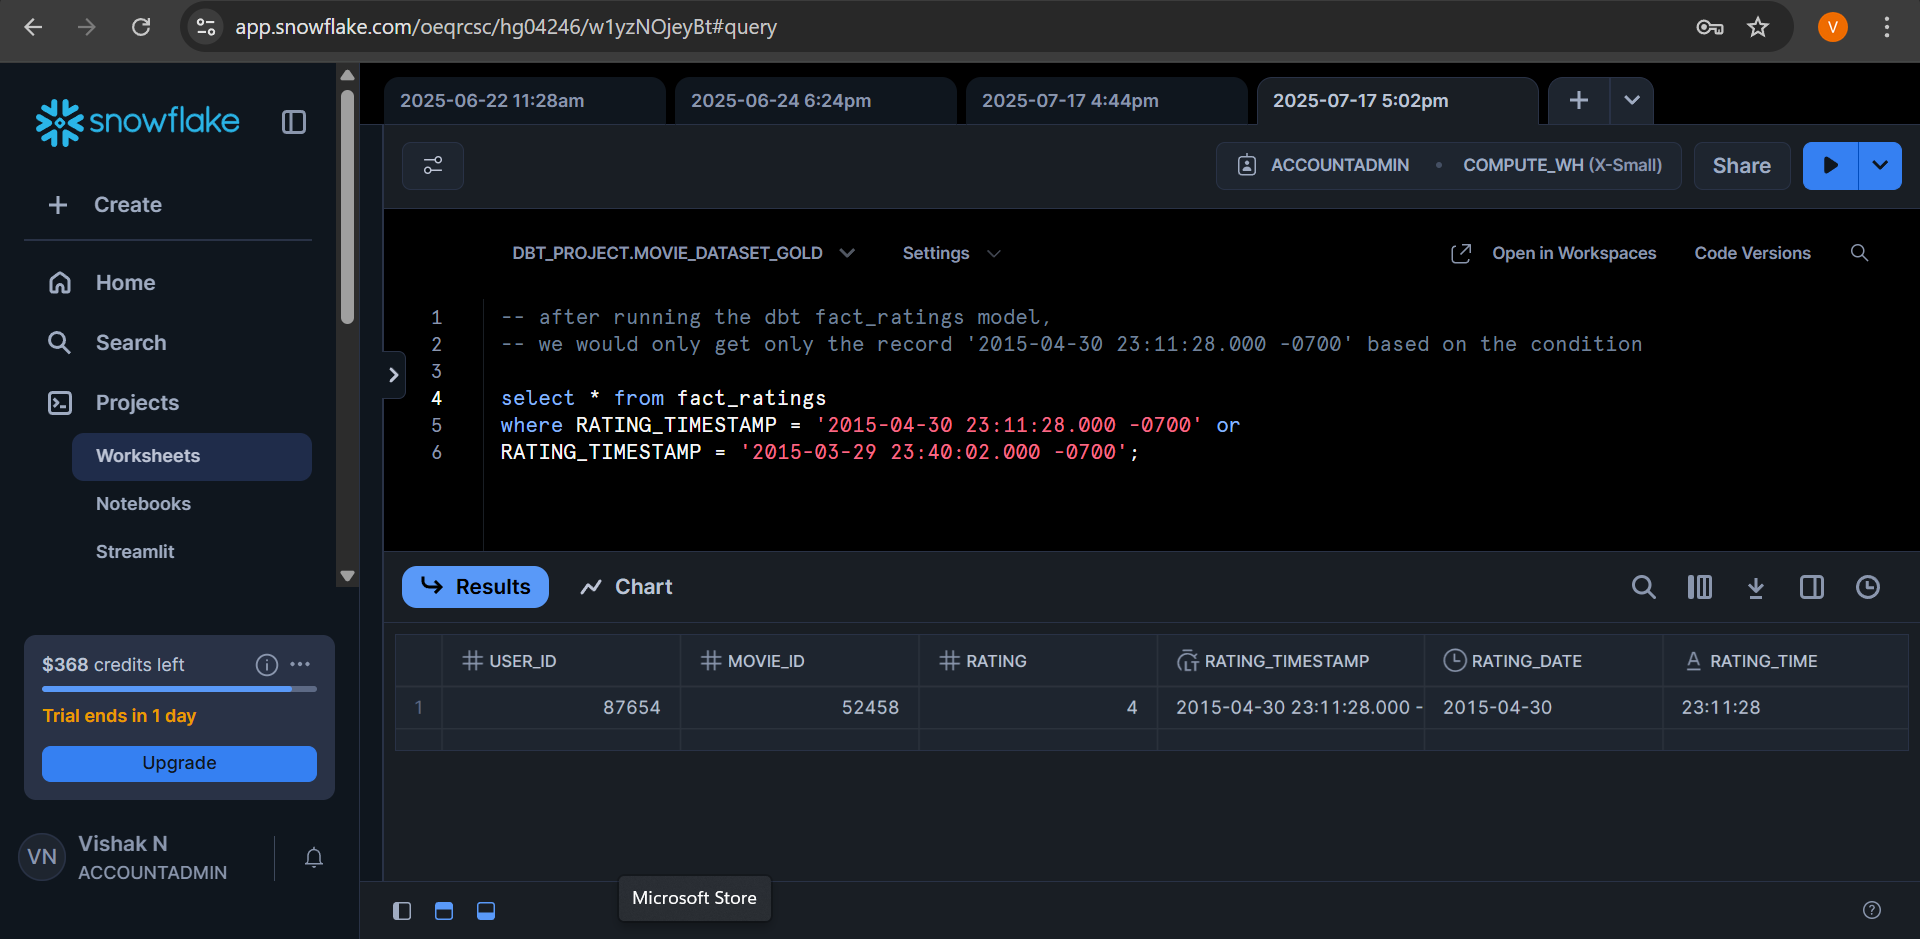 app.snowflake.com/oeqrcsc/hg04246/w1yzNOjeyBt#query
V
snowflake
2025-06-22 11:28am
2025-06-24 6:24pm
2025-07-17 4:44pm
2025-07-17 5:02pm
Create
Home
Search
Projects
Worksheets
Notebooks
Streamlit
$368 credits left
Trial ends in 1 day
Upgrade
VN
Vishak N
ACCOUNTADMIN
ACCOUNTADMIN
COMPUTE_WH (X-Small)
Share
DBT_PROJECT.MOVIE_DATASET_GOLD
Settings
Open in Workspaces
Code Versions
1 -- after running the dbt fact_ratings model,
2 -- we would only get only the record '2015-04-30 23:11:28.000 -0700' based on the condition
3
4 select * from fact_ratings
5 where RATING_TIMESTAMP = '2015-04-30 23:11:28.000 -0700' or
6 RATING_TIMESTAMP = '2015-03-29 23:40:02.000 -0700';
Results
Chart
USER_ID MOVIE_ID RATING RATING_TIMESTAMP RATING_DATE RATING_TIME
1 87654 52458 4 2015-04-30 23:11:28.000 - 2015-04-30 23:11:28
Microsoft Store